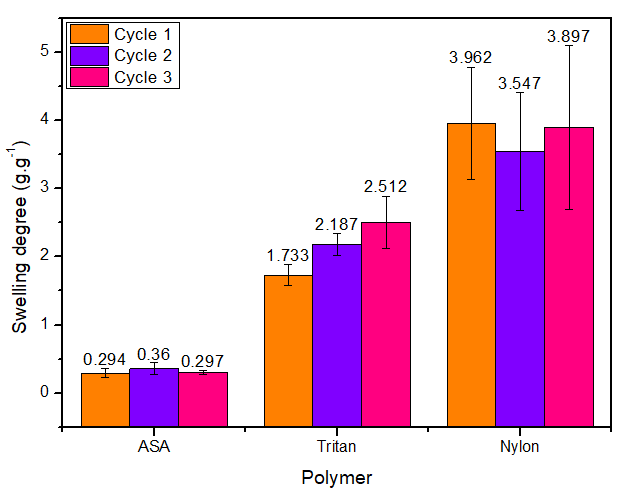 Cycle 1
Cycle 2
Cycle 3
5
4
3
2
1
0
Swelling degree (g.g⁻¹)
0.294
0.36
0.297
1.733
2.187
2.512
3.962
3.547
3.897
ASA
Tritan
Nylon
Polymer